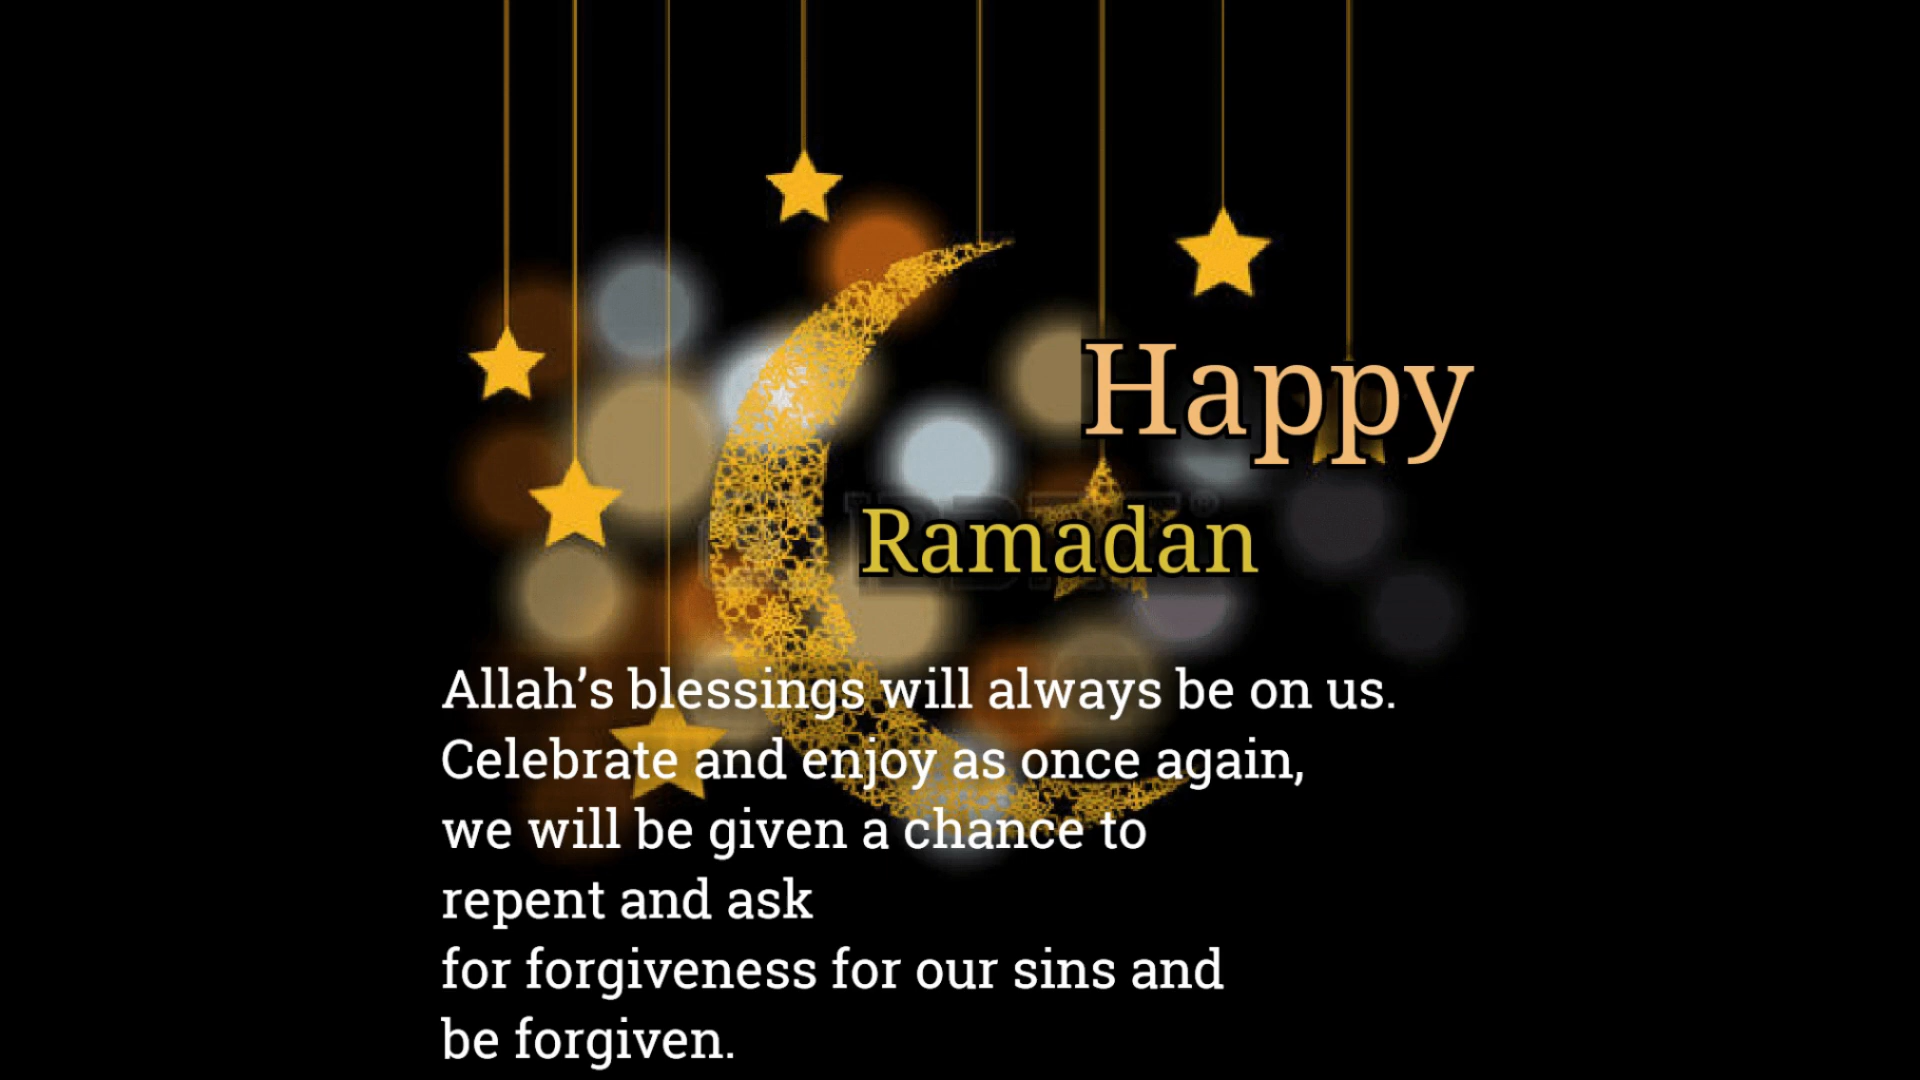 Happy
Ramadan
Allah’s blessings will always be on us.
Celebrate and enjoy as once again,
we will be given a chance to
repent and ask
for forgiveness for our sins and
be forgiven.